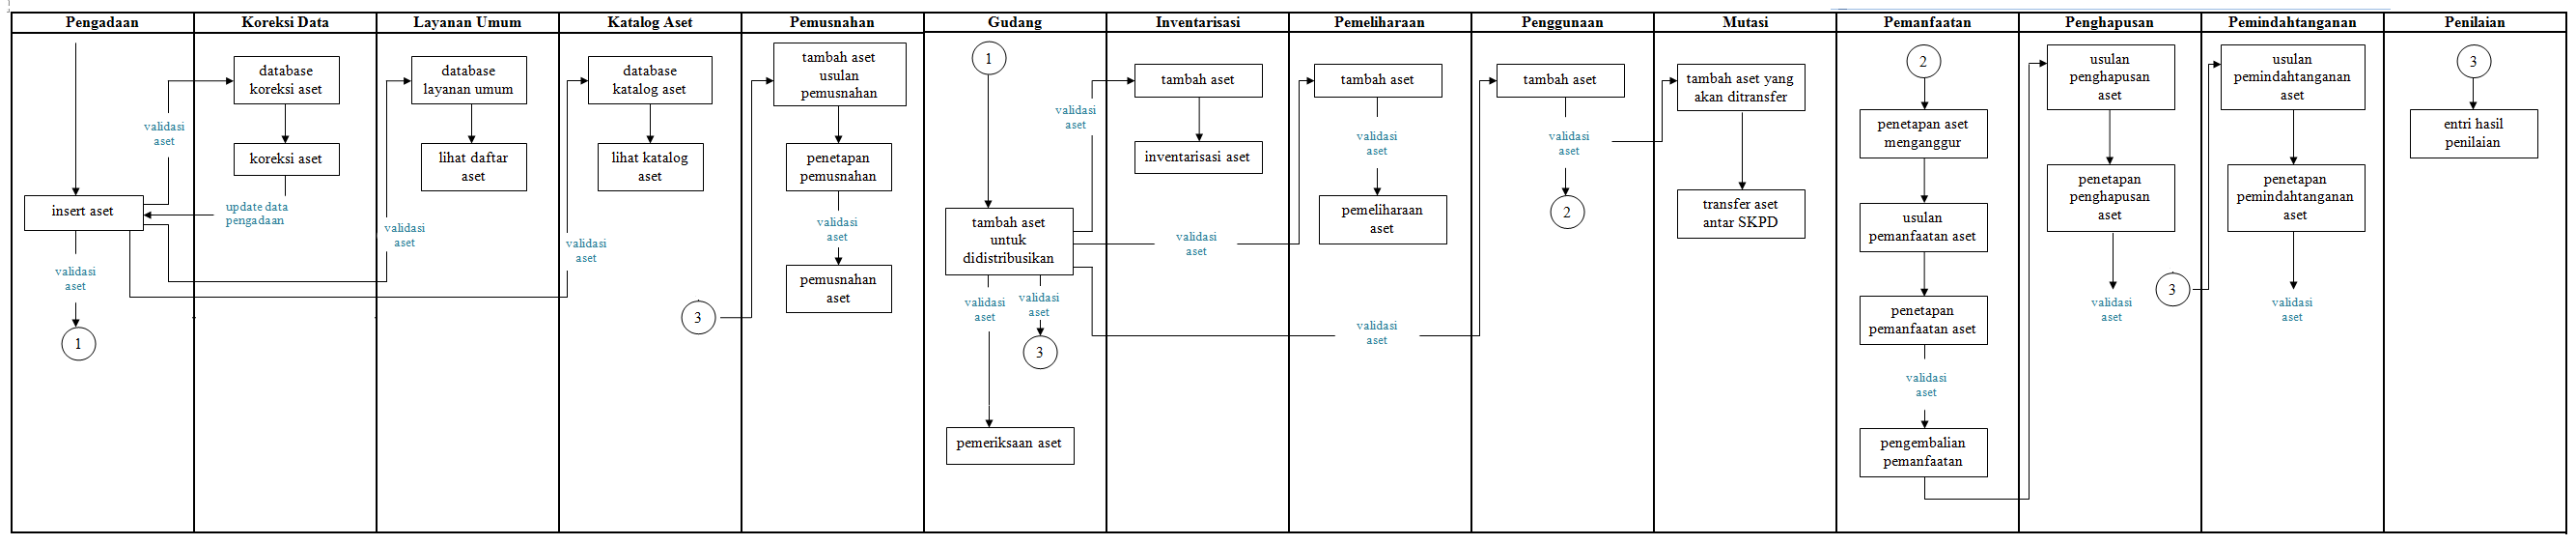 Pengadaan
Koreksi Data
Layanan Umum
Katalog Aset
Pemusnahan
Gudang
Inventarisasi
Pemeliharaan
Penggunaan
Mutasi
Pemanfaatan
Penghapusan
Pemindahtanganan
Penilaian
insert aset
validasi
aset
1
validasi
aset
database
koreksi aset
koreksi aset
update data
pengadaan
database
layanan umum
lihat daftar
aset
validasi
aset
database
katalog aset
lihat katalog
aset
validasi
aset
3
tambah aset
usulan
pemusnahan
penetapan
pemusnahan
validasi
aset
pemusnahan
aset
1
tambah aset
untuk
didistribusikan
validasi
aset
validasi
aset
3
pemeriksaan aset
validasi
aset
tambah aset
inventarisasi aset
validasi
aset
tambah aset
validasi
aset
pemeliharaan
aset
validasi
aset
tambah aset
validasi
aset
2
tambah aset yang
akan ditransfer
transfer aset
antar SKPD
2
penetapan aset
menganggur
usulan
pemanfaatan aset
penetapan
pemanfaatan aset
validasi
aset
pengembalian
pemanfaatan
usulan
penghapusan
aset
penetapan
penghapusan
aset
validasi
aset
3
usulan
pemindahtanganan
aset
penetapan
pemindahtanganan
aset
validasi
aset
3
entri hasil
penilaian